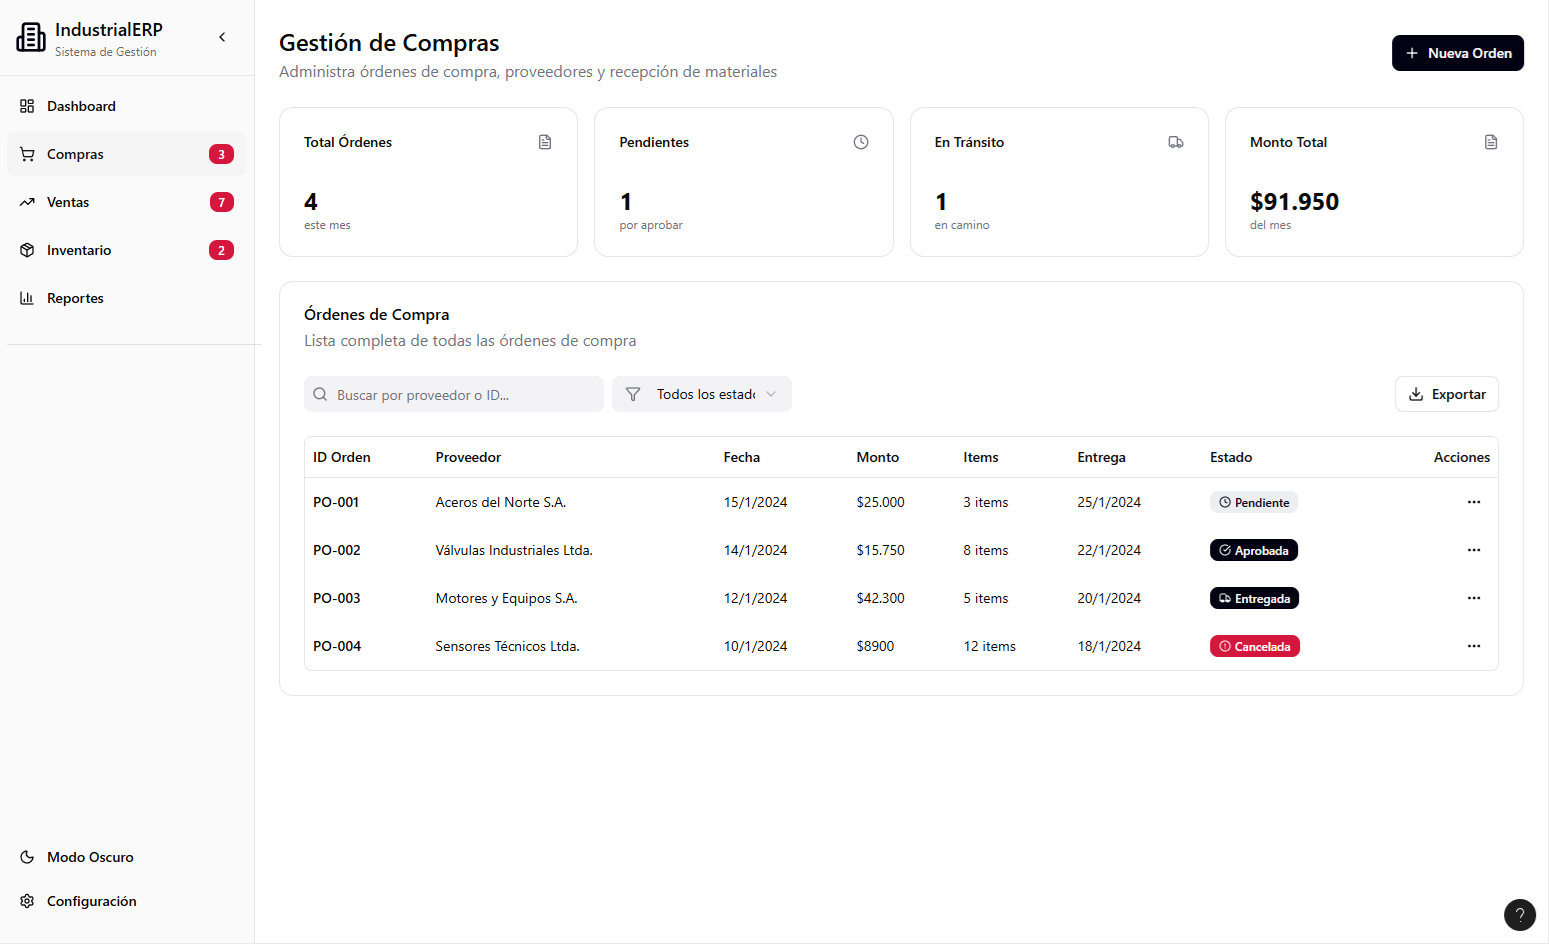 IndustrialERP
Sistema de Gestión
Dashboard
Compras 3
Ventas 7
Inventario 2
Reportes
Modo Oscuro
Configuración
Gestión de Compras
Administra órdenes de compra, proveedores y recepción de materiales
Nueva Orden
Total Órdenes
4
este mes
Pendientes
1
por aprobar
En Tránsito
1
en camino
Monto Total
$91.950
del mes
Órdenes de Compra
Lista completa de todas las órdenes de compra
Buscar por proveedor o ID...
Todos los estado
Exportar
ID Orden Proveedor Fecha Monto Items Entrega Estado Acciones
PO-001 Aceros del Norte S.A. 15/1/2024 $25.000 3 items 25/1/2024 Pendiente
PO-002 Válvulas Industriales Ltda. 14/1/2024 $15.750 8 items 22/1/2024 Aprobada
PO-003 Motores y Equipos S.A. 12/1/2024 $42.300 5 items 20/1/2024 Entregada
PO-004 Sensores Técnicos Ltda. 10/1/2024 $8900 12 items 18/1/2024 Cancelada
?